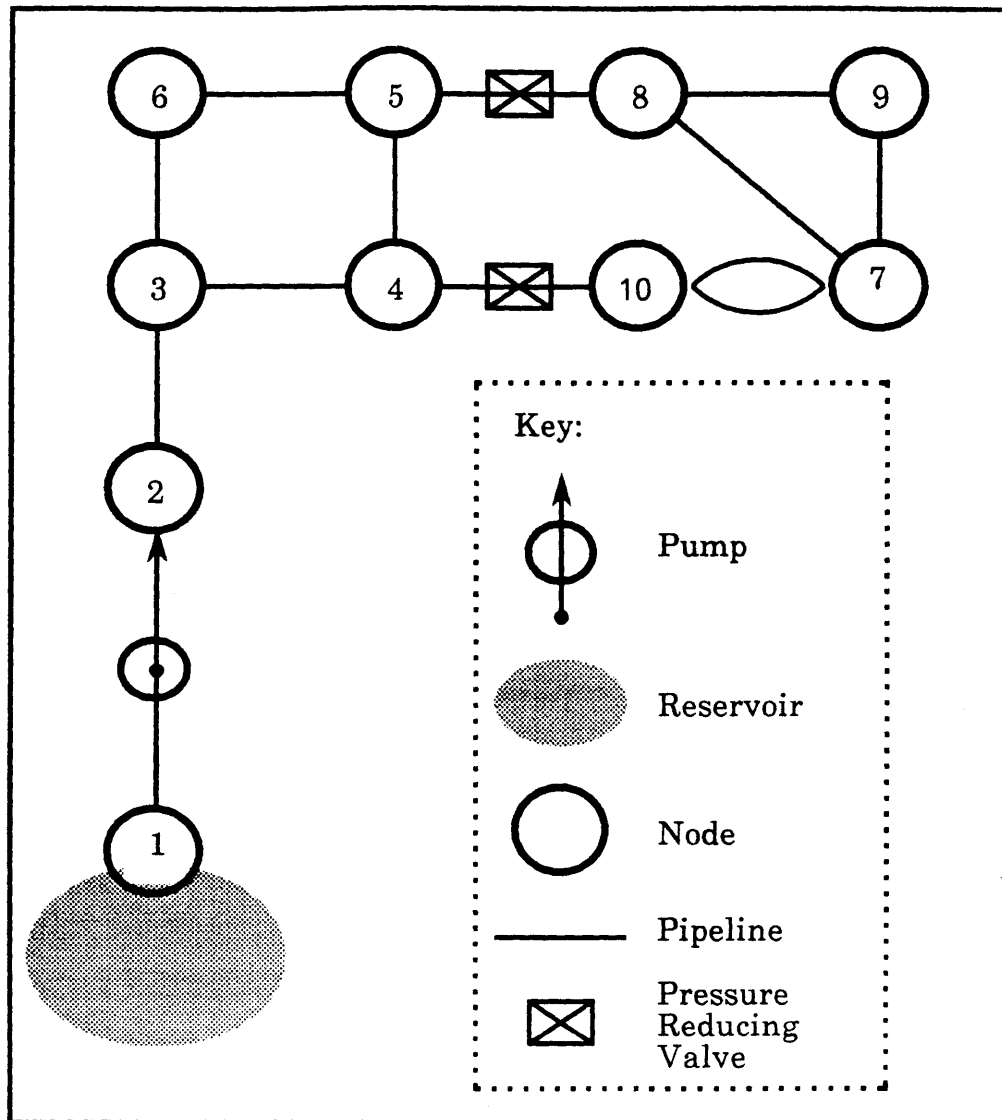 6 5 8 9
3 4 10 7
Key:
2
Pump
Reservoir
1
Node
Pipeline
Pressure
Reducing
Valve